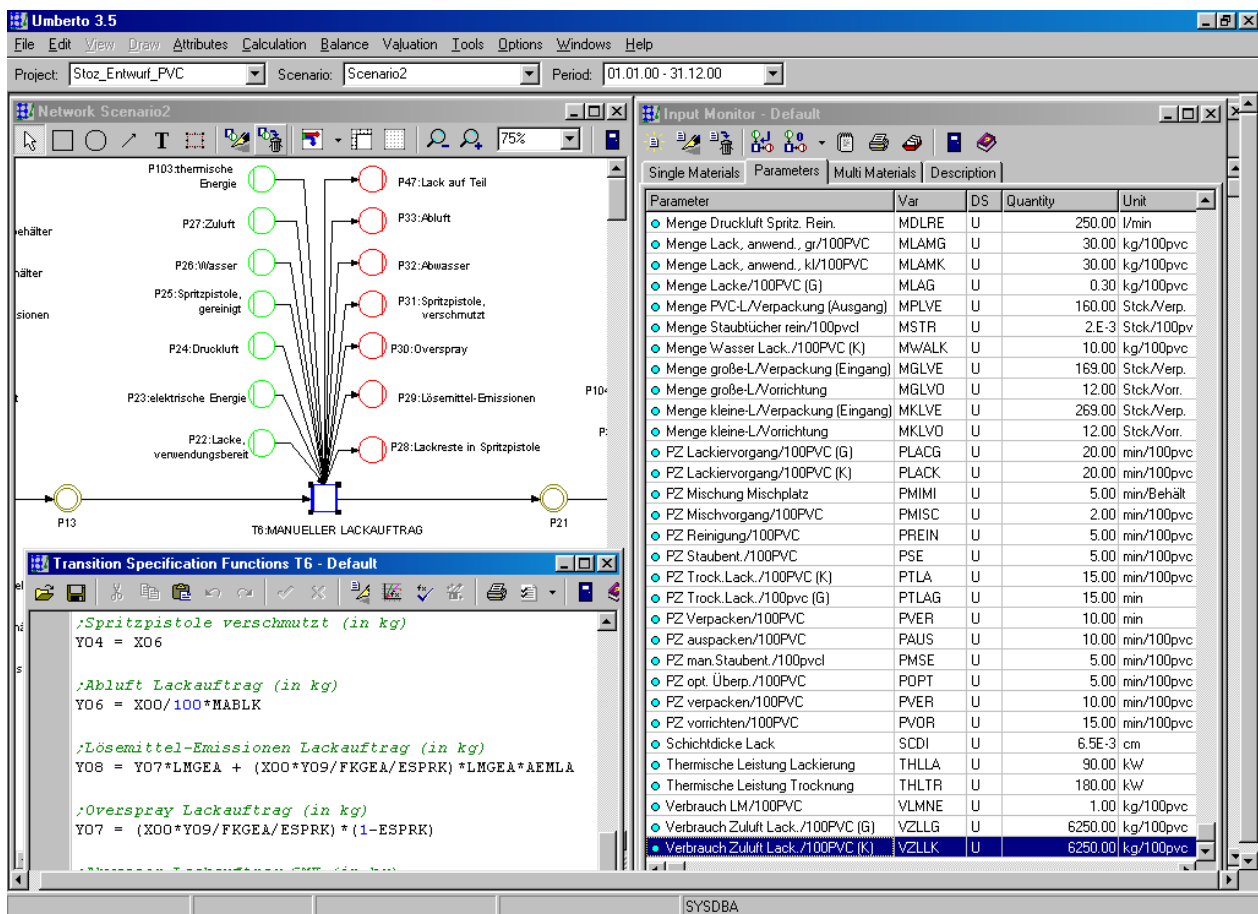 Umberto 3.5
File Edit View Draw Attributes Calculation Balance Valuation Tools Options Windows Help
Project: Stoz_Entwurf_PVC Scenario: Scenario2 Period: 01.01.00 - 31.12.00
Network Scenario2
75%
P103:thermische
Energie
P47:Lack auf Teil
P27:Zuluft
P33:Abluft
ehälter
P26:Wasser
P32:Abwasser
hälter
P25:Spritzpistole,
gereinigt
P31:Spritzpistole,
verschmutzt
sionen
P24:Druckluft
P30:Overspray
P23:elektrische Energie
P29:Lösemittel-Emissionen
P104
P22:Lacke,
verwendungsbereit
P28:Lackreste in Spritzpistole
P13
T6:MANUELLER LACKAUFTRAG
P21
Transition Specification Functions T6 - Default
;Spritzpistole verschmutzt (in kg)
Y04 = X06
;Abluft Lackauftrag (in kg)
Y06 = X00/100*MABLK
;Lösemittel-Emissionen Lackauftrag (in kg)
Y08 = Y07*LMGEA + (X00*Y09/FKGEA/ESPRK)*LMGEA*AEMLA
;Overspray Lackauftrag (in kg)
Y07 = (X00*Y09/FKGEA/ESPRK)*(1-ESPRK)
Input Monitor - Default
Single Materials Parameters Multi Materials Description
Parameter Var DS Quantity Unit
Menge Druckluft Spritz. Rein. MDLRE U 250.00 l/min
Menge Lack, anwend., gr/100PVC MLAMG U 30.00 kg/100pvc
Menge Lack, anwend., kl/100PVC MLAMK U 30.00 kg/100pvc
Menge Lacke/100PVC (G) MLAG U 0.30 kg/100pvc
Menge PVC-L/Verpackung (Ausgang) MPLVE U 160.00 Stck/Verp.
Menge Staubtücher rein/100pvcl MSTR U 2.E-3 Stck/100pv
Menge Wasser Lack./100PVC (K) MWALK U 10.00 kg/100pvc
Menge große-L/Verpackung (Eingang) MGLVE U 169.00 Stck/Verp.
Menge große-L/Vorrichtung MGLVO U 12.00 Stck/Vorr.
Menge kleine-L/Verpackung (Eingang) MKLVE U 269.00 Stck/Verp.
Menge kleine-L/Vorrichtung MKLVO U 12.00 Stck/Vorr.
PZ Lackiervorgang/100PVC (G) PLACG U 20.00 min/100pvc
PZ Lackiervorgang/100PVC (K) PLACK U 20.00 min/100pvc
PZ Mischung Mischplatz PMIMI U 5.00 min/Behält
PZ Mischvorgang/100PVC PMISC U 2.00 min/100pvc
PZ Reinigung/100PVC PREIN U 5.00 min/100pvc
PZ Staubent./100PVC PSE U 5.00 min/100pvc
PZ Trock.Lack./100PVC (K) PTLA U 15.00 min/100pvc
PZ Trock.Lack./100pvc (G) PTLAG U 15.00 min
PZ Verpacken/100PVC PVER U 10.00 min
PZ auspacken/100PVC PAUS U 10.00 min/100pvc
PZ man.Staubent./100pvcl PMSE U 5.00 min/100pvc
PZ opt. Überp./100PVC POPT U 5.00 min/100pvc
PZ verpacken/100PVC PVER U 10.00 min/100pvc
PZ vorrichten/100PVC PVOR U 15.00 min/100pvc
Schichtdicke Lack SCDI U 6.5E-3 cm
Thermische Leistung Lackierung THLLA U 90.00 kW
Thermische Leistung Trocknung THLTR U 180.00 kW
Verbrauch LM/100PVC VLMNE U 1.00 kg/100pvc
Verbrauch Zuluft Lack./100PVC (G) VZLLG U 6250.00 kg/100pvc
Verbrauch Zuluft Lack./100PVC (K) VZLLK U 6250.00 kg/100pvc
SYSDBA